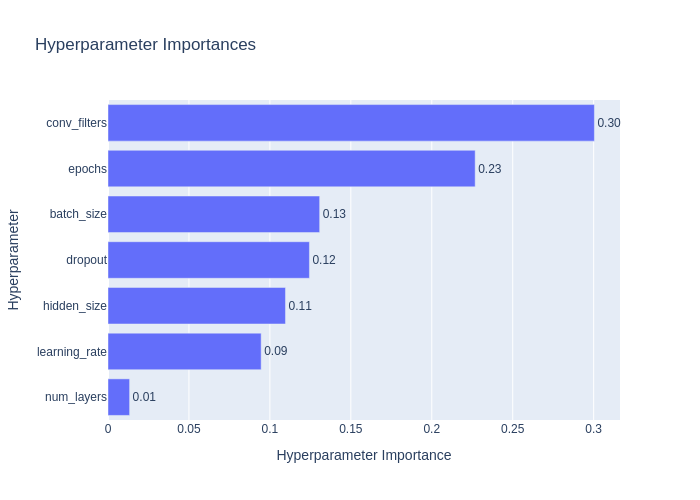 Hyperparameter Importances
Hyperparameter
conv_filters 0.30
epochs 0.23
batch_size 0.13
dropout 0.12
hidden_size 0.11
learning_rate 0.09
num_layers 0.01
0 0.05 0.1 0.15 0.2 0.25 0.3
Hyperparameter Importance